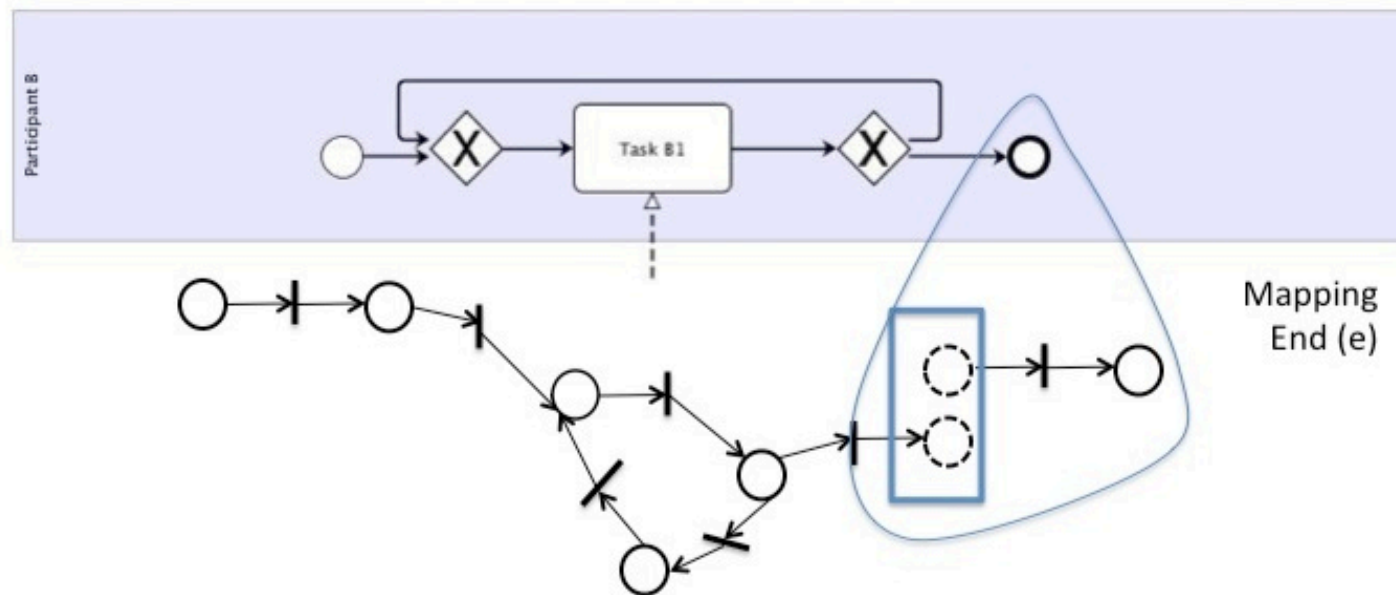 Participant B
X
Task B1
X
Mapping
End (e)